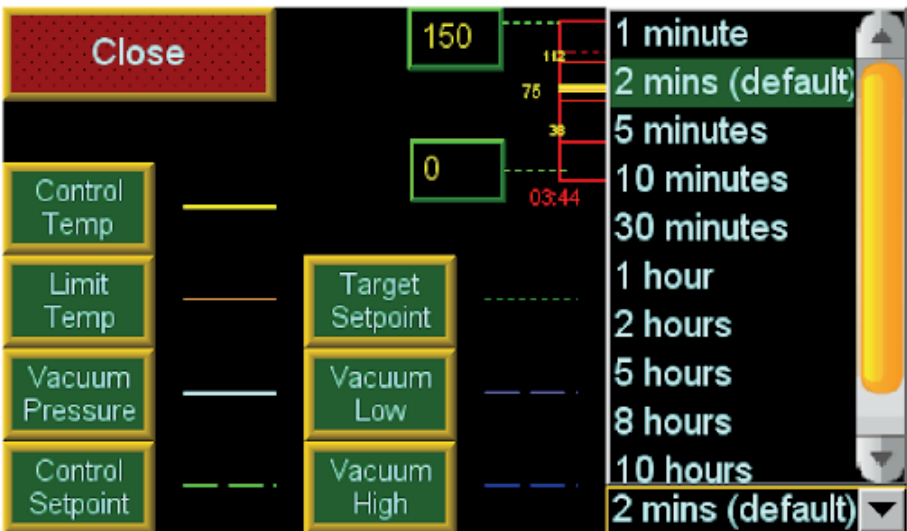 Close
150
112
75
38
0
03:44
Control
Temp
Limit
Temp
Target
Setpoint
Vacuum
Pressure
Vacuum
Low
Control
Setpoint
Vacuum
High
1 minute
2 mins (default)
5 minutes
10 minutes
30 minutes
1 hour
2 hours
5 hours
8 hours
10 hours
2 mins (default)